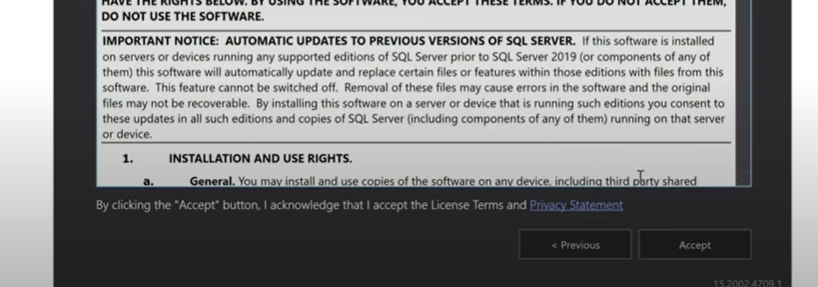 HAVE THE RIGHTS BELOW. BY USING THE SOFTWARE, YOU ACCEPT THESE TERMS. IF YOU DO NOT ACCEPT THEM,
DO NOT USE THE SOFTWARE.
IMPORTANT NOTICE: AUTOMATIC UPDATES TO PREVIOUS VERSIONS OF SQL SERVER. If this software is installed
on servers or devices running any supported editions of SQL Server prior to SQL Server 2019 (or components of any of
them) this software will automatically update and replace certain files or features within those editions with files from this
software. This feature cannot be switched off. Removal of these files may cause errors in the software and the original
files may not be recoverable. By installing this software on a server or device that is running such editions you consent to
these updates in all such editions and copies of SQL Server (including components of any of them) running on that server
or device.
1. INSTALLATION AND USE RIGHTS.
a. General. You may install and use copies of the software on any device, including third party shared
By clicking the "Accept" button, I acknowledge that I accept the License Terms and Privacy Statement
< Previous
Accept
15.2002.4709.1